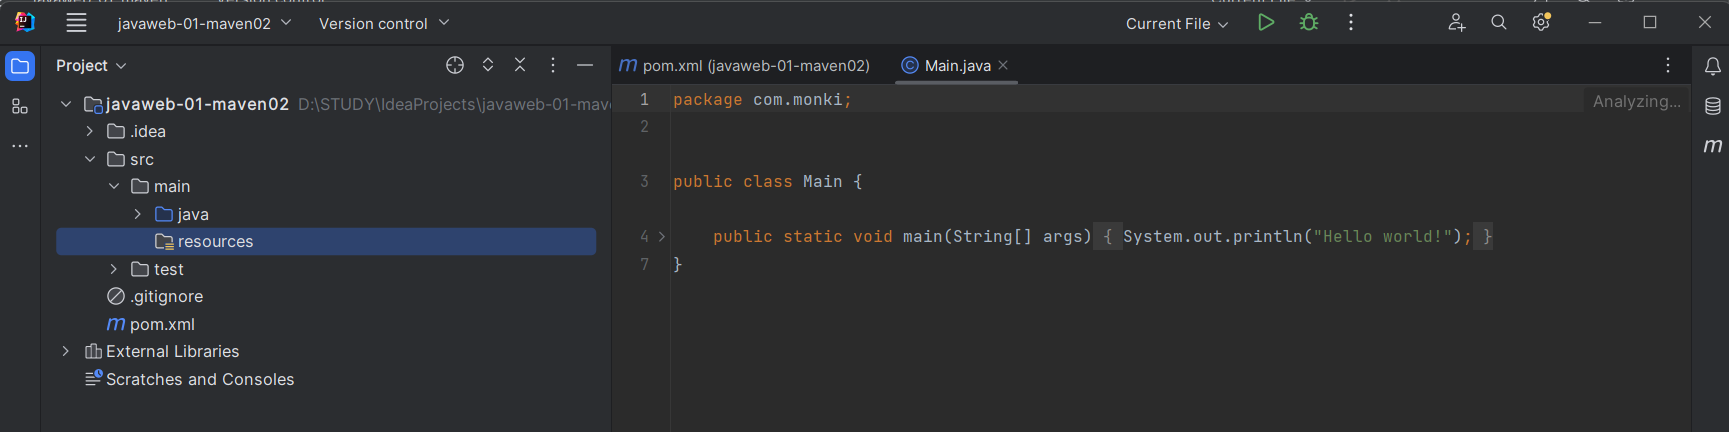 javaweb-01-maven02 Version control Current File
Project
pom.xml (javaweb-01-maven02) Main.java
javaweb-01-maven02 D:\STUDY\IdeaProjects\javaweb-01-mav
.idea
src
main
java
resources
test
.gitignore
pom.xml
External Libraries
Scratches and Consoles
1 package com.monki; Analyzing...
2
3 public class Main {
4 public static void main(String[] args) { System.out.println("Hello world!"); }
7 }